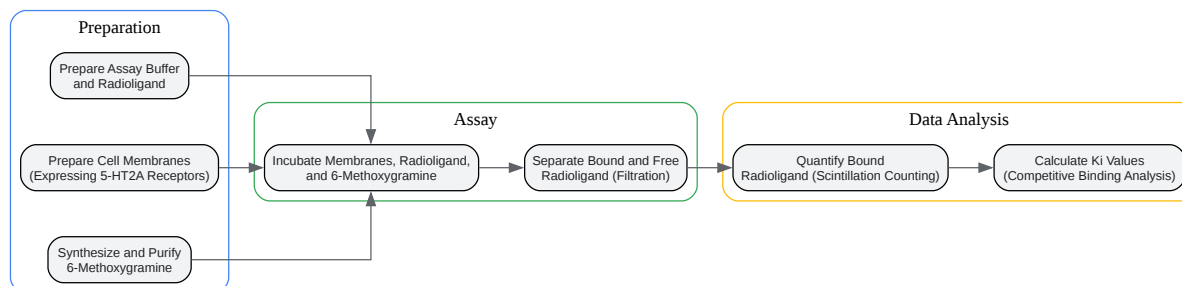 Preparation
Prepare Assay Buffer
and Radioligand
Prepare Cell Membranes
(Expressing 5-HT2A Receptors)
Synthesize and Purify
6-Methoxygramine
Assay
Incubate Membranes, Radioligand,
and 6-Methoxygramine
Separate Bound and Free
Radioligand (Filtration)
Data Analysis
Quantify Bound
Radioligand (Scintillation Counting)
Calculate Ki Values
(Competitive Binding Analysis)